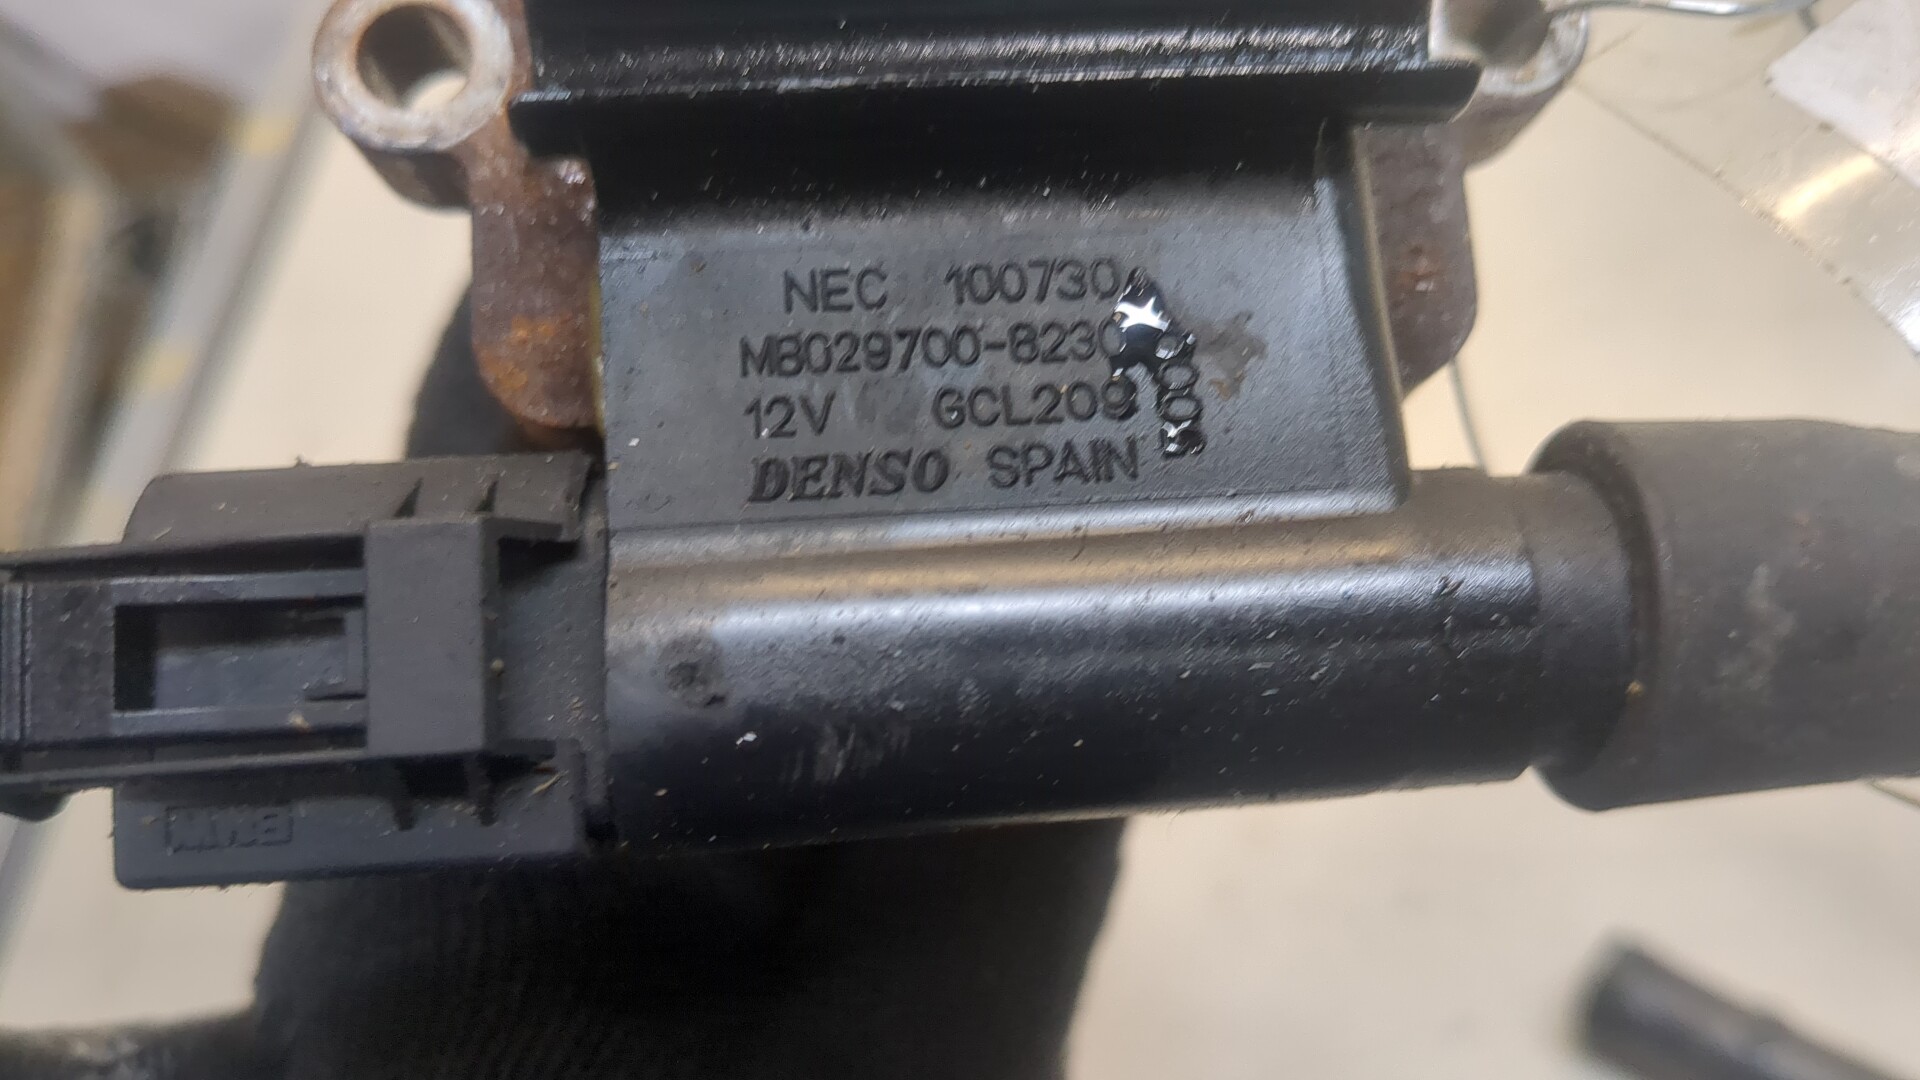 NEC 100730
MB029700-8230
12V GCL209
DENSO SPAIN